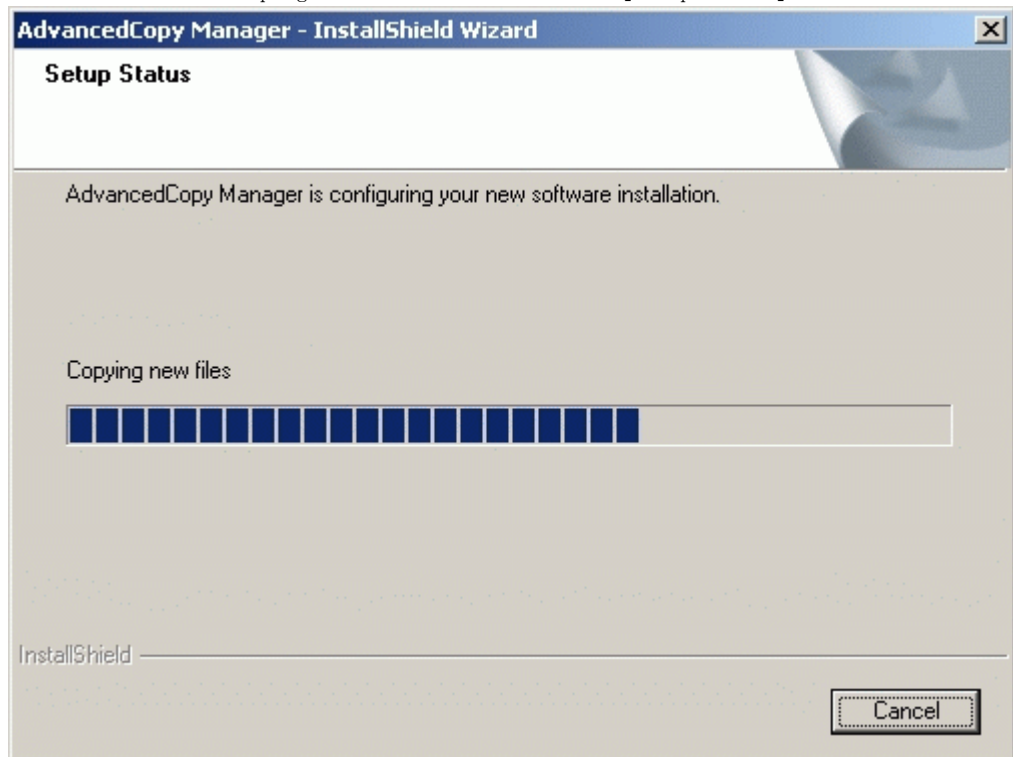 AdvancedCopy Manager - InstallShield Wizard
Setup Status
AdvancedCopy Manager is configuring your new software installation.
Copying new files
InstallShield
Cancel